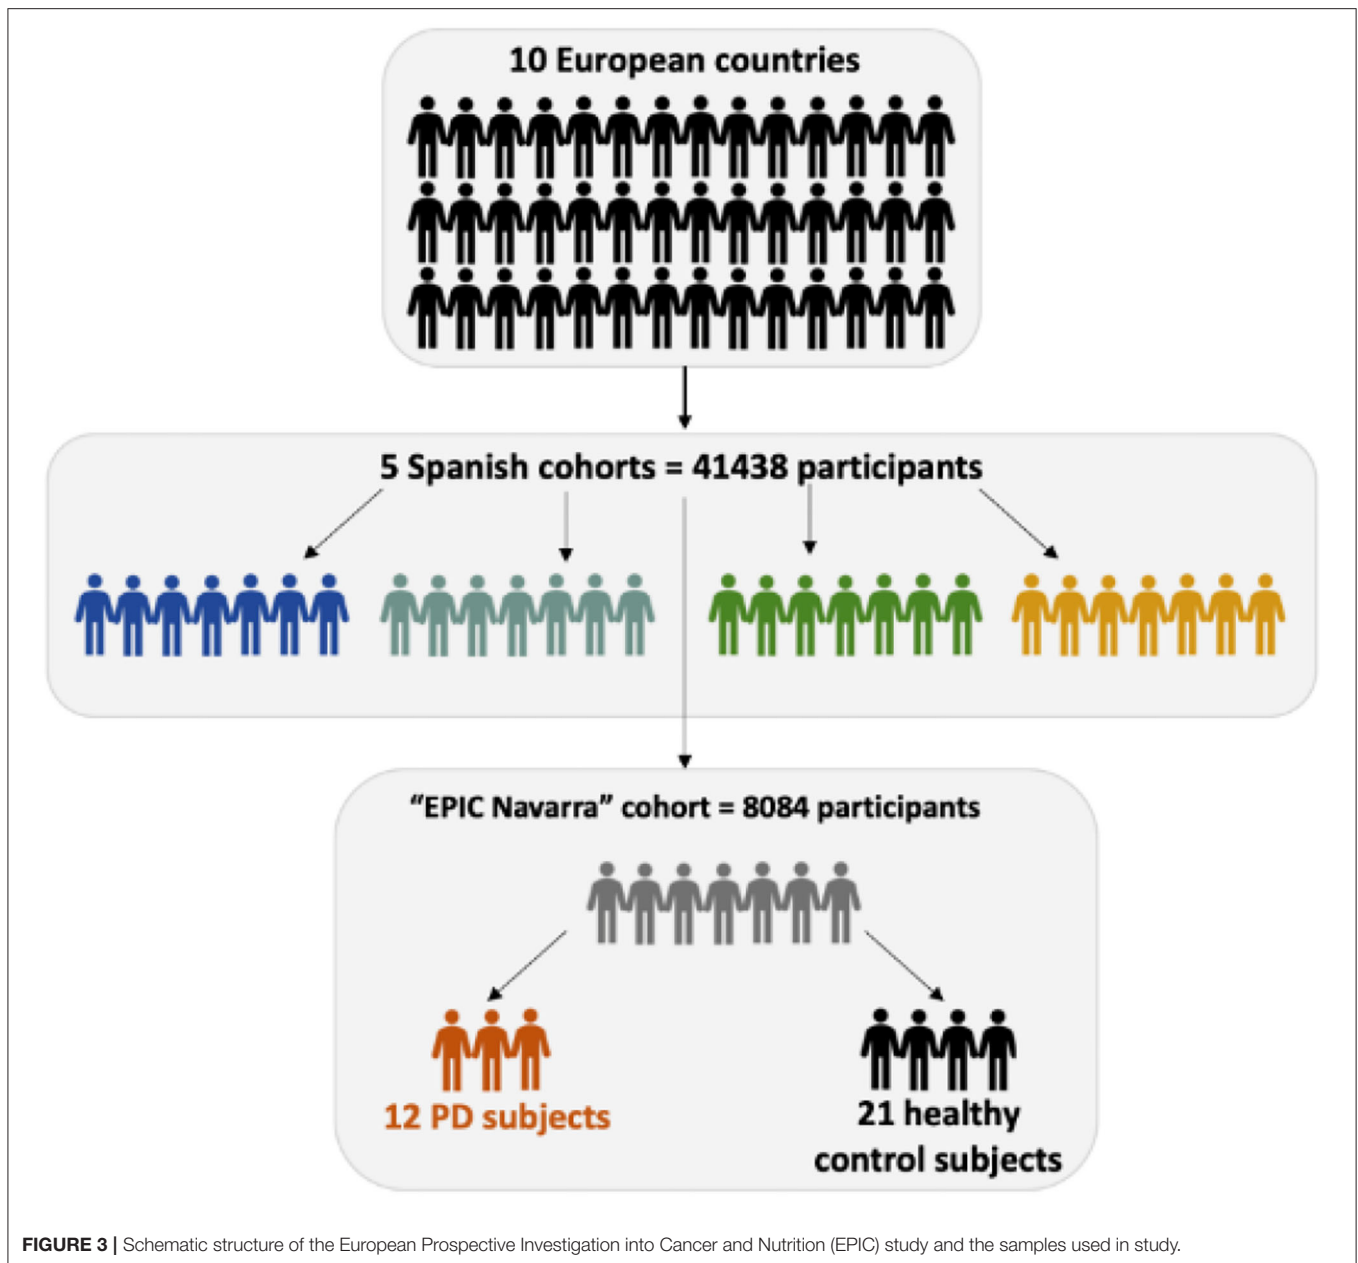 10 European countries
5 Spanish cohorts = 41438 participants
“EPIC Navarra” cohort = 8084 participants
12 PD subjects
21 healthy
control subjects
FIGURE 3 | Schematic structure of the European Prospective Investigation into Cancer and Nutrition (EPIC) study and the samples used in study.